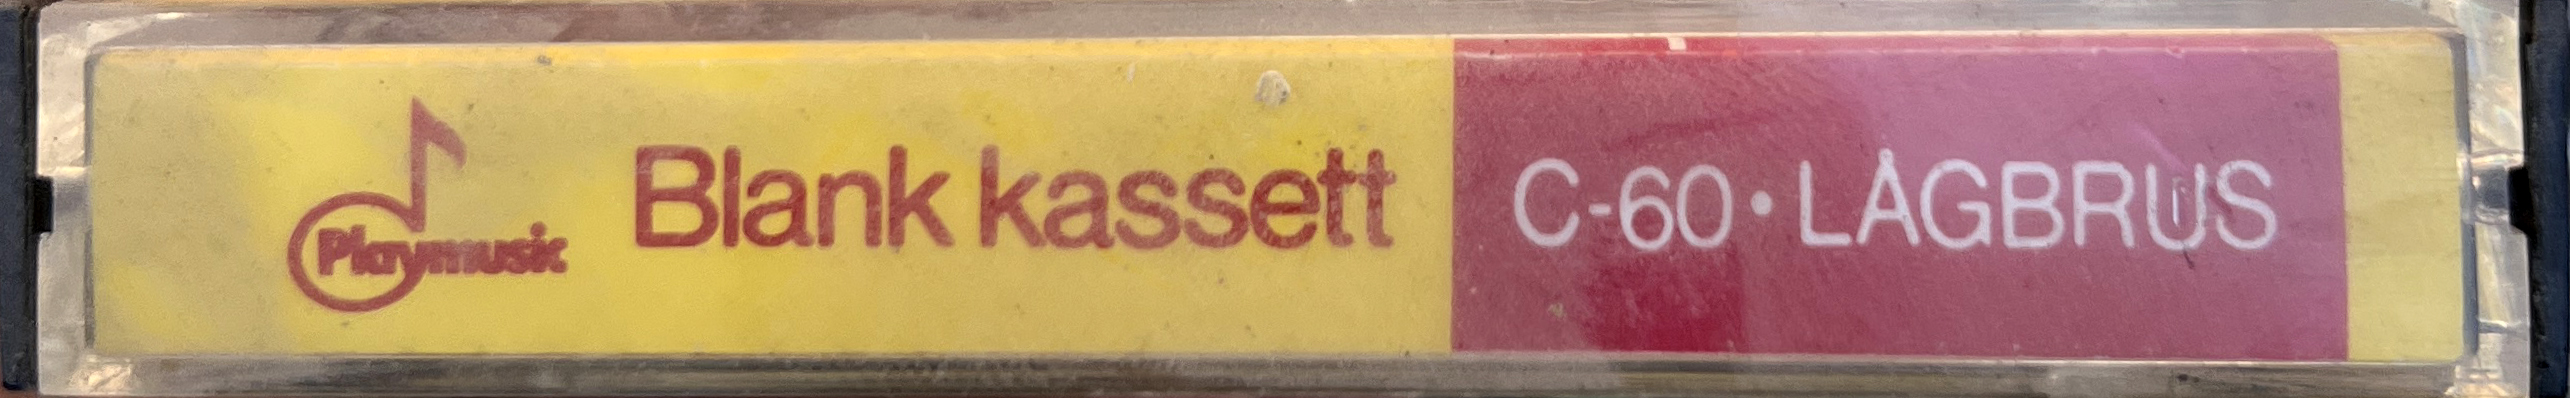 Playmusic
Blank kassett
C-60 • LÅGBRUS